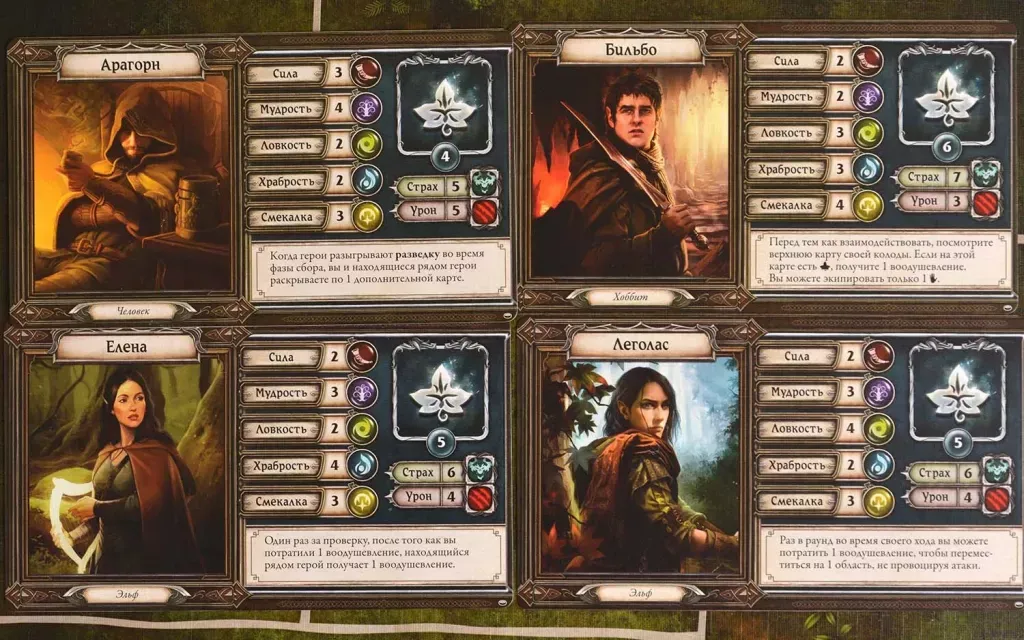 Арагорн
Сила 3
Мудрость 4
Ловкость 2
Храбрость 2
Смекалка 3
4
Страх 5
Урон 5
Когда герои разыгрывают разведку во время
фазы сбора, вы и находящиеся рядом герои
раскрываете по 1 дополнительной карте.
Человек
Бильбо
Сила 2
Мудрость 2
Ловкость 3
Храбрость 3
Смекалка 4
6
Страх 7
Урон 3
Перед тем как взаимодействовать, посмотрите
верхнюю карту своей колоды. Если на этой
карте есть , получите 1 воодушевление.
Вы можете экипировать только 1 .
Хоббит
Елена
Сила 2
Мудрость 3
Ловкость 2
Храбрость 4
Смекалка 3
5
Страх 6
Урон 4
Один раз за проверку, после того как вы
потратили 1 воодушевление, находящийся
рядом герой получает 1 воодушевление.
Эльф
Леголас
Сила 2
Мудрость 3
Ловкость 4
Храбрость 2
Смекалка 3
5
Страх 6
Урон 4
Раз в раунд во время своего хода вы можете
потратить 1 воодушевление, чтобы перемес-
титься на 1 область, не провоцируя атаки.
Эльф